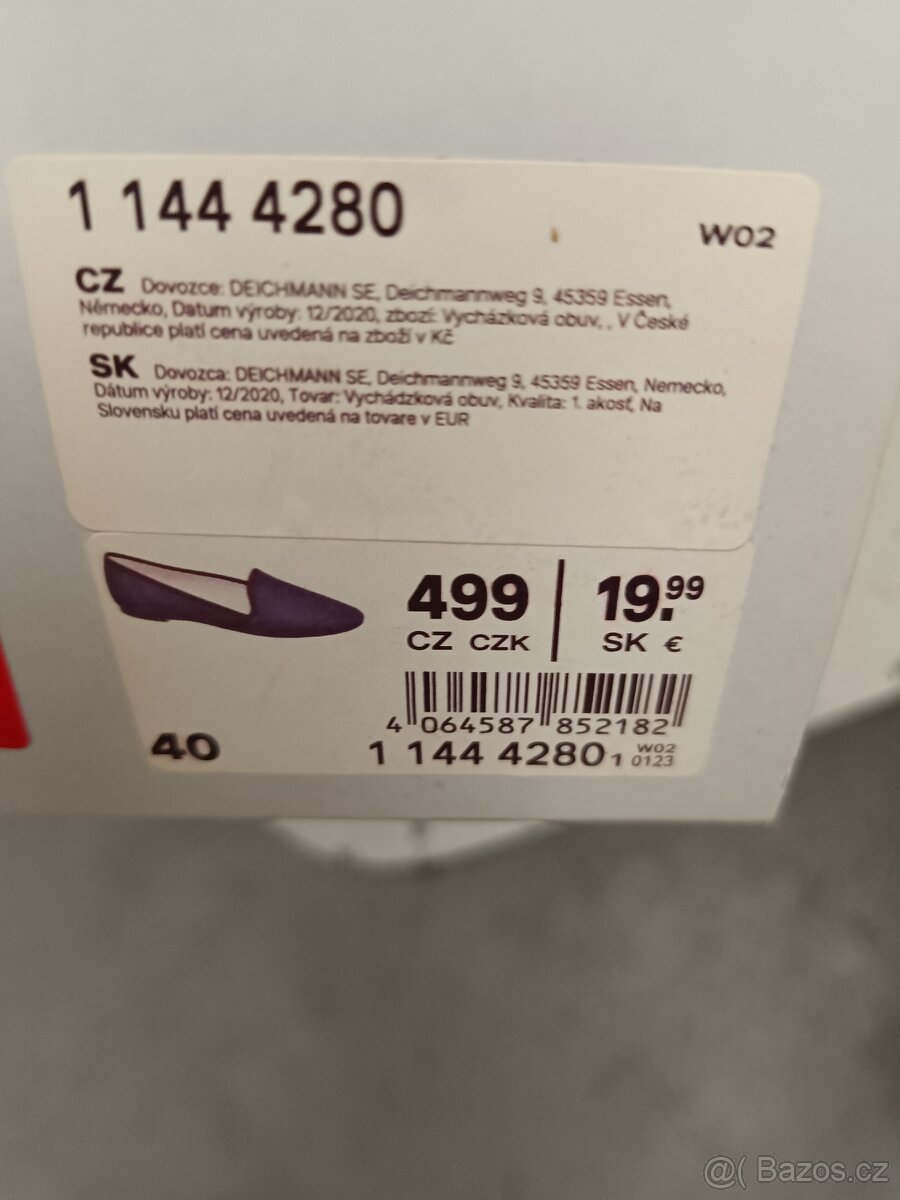 1 144 4280
W02
CZ Dovozce: DEICHMANN SE, Deichmannweg 9, 45359 Essen,
Německo, Datum výroby: 12/2020, zboží: Vycházková obuv, , V České
republice platí cena uvedená na zboží v Kč
SK Dovozca: DEICHMANN SE, Deichmannweg 9, 45359 Essen, Nemecko,
Dátum výroby: 12/2020, Tovar: Vychádzková obuv, Kvalita: 1. akosť, Na
Slovensku platí cena uvedená na tovare v EUR
499 19.99
CZ CZK SK €
4 064587 852182
40
1 144 4280 1 W02
0123
@( Bazos.cz